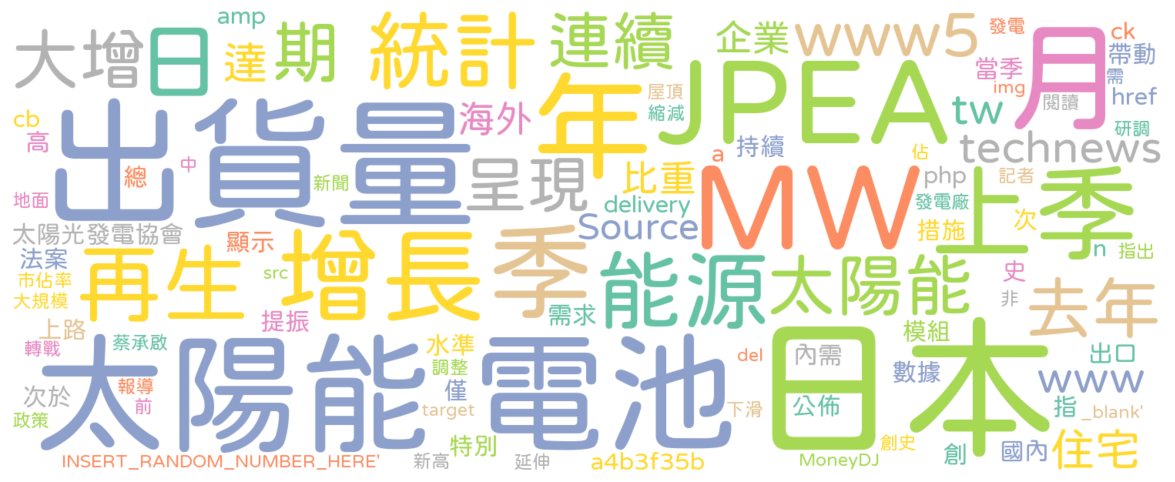 amp
大增
日
達
期
統計
連續
企業
www5
發電
ck
帶動
當季
img
需
月
href
閱讀
cb
高
出貨量
海外
年
屋頂
縮減
JPEA
tw
研調
technews
中
總
新聞
呈現
比重
a
持續
佔
php
記者
地面
delivery
MW
發電廠
上季
太陽光發電協會
顯示
Source
措施
次
n
指出
法案
再生
src
增長
季
能源
太陽能
史
非
去年
市佔率
大規模
上路
提振
需求
模組
轉戰
蔡承啟
太陽能
電池
水準
調整
del
日本
內需
數據
出口
www
次於
報導
前
僅
target
下滑
公佈
指
_blank'
政策
特別
創史
創
國內
住宅
INSERT_RANDOM_NUMBER_HERE'
新高
延伸
a4b3f35b
MoneyDJ